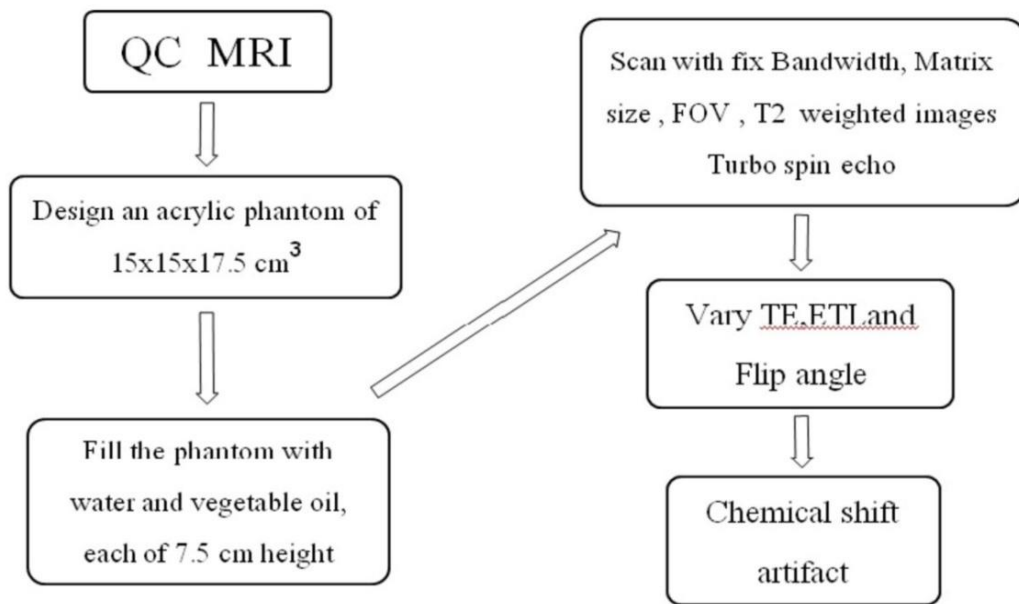 QC MRI
Design an acrylic phantom of
15x15x17.5 cm³
Fill the phantom with
water and vegetable oil,
each of 7.5 cm height
Scan with fix Bandwidth, Matrix
size , FOV , T2 weighted images
Turbo spin echo
Vary TE,ETLand
Flip angle
Chemical shift
artifact